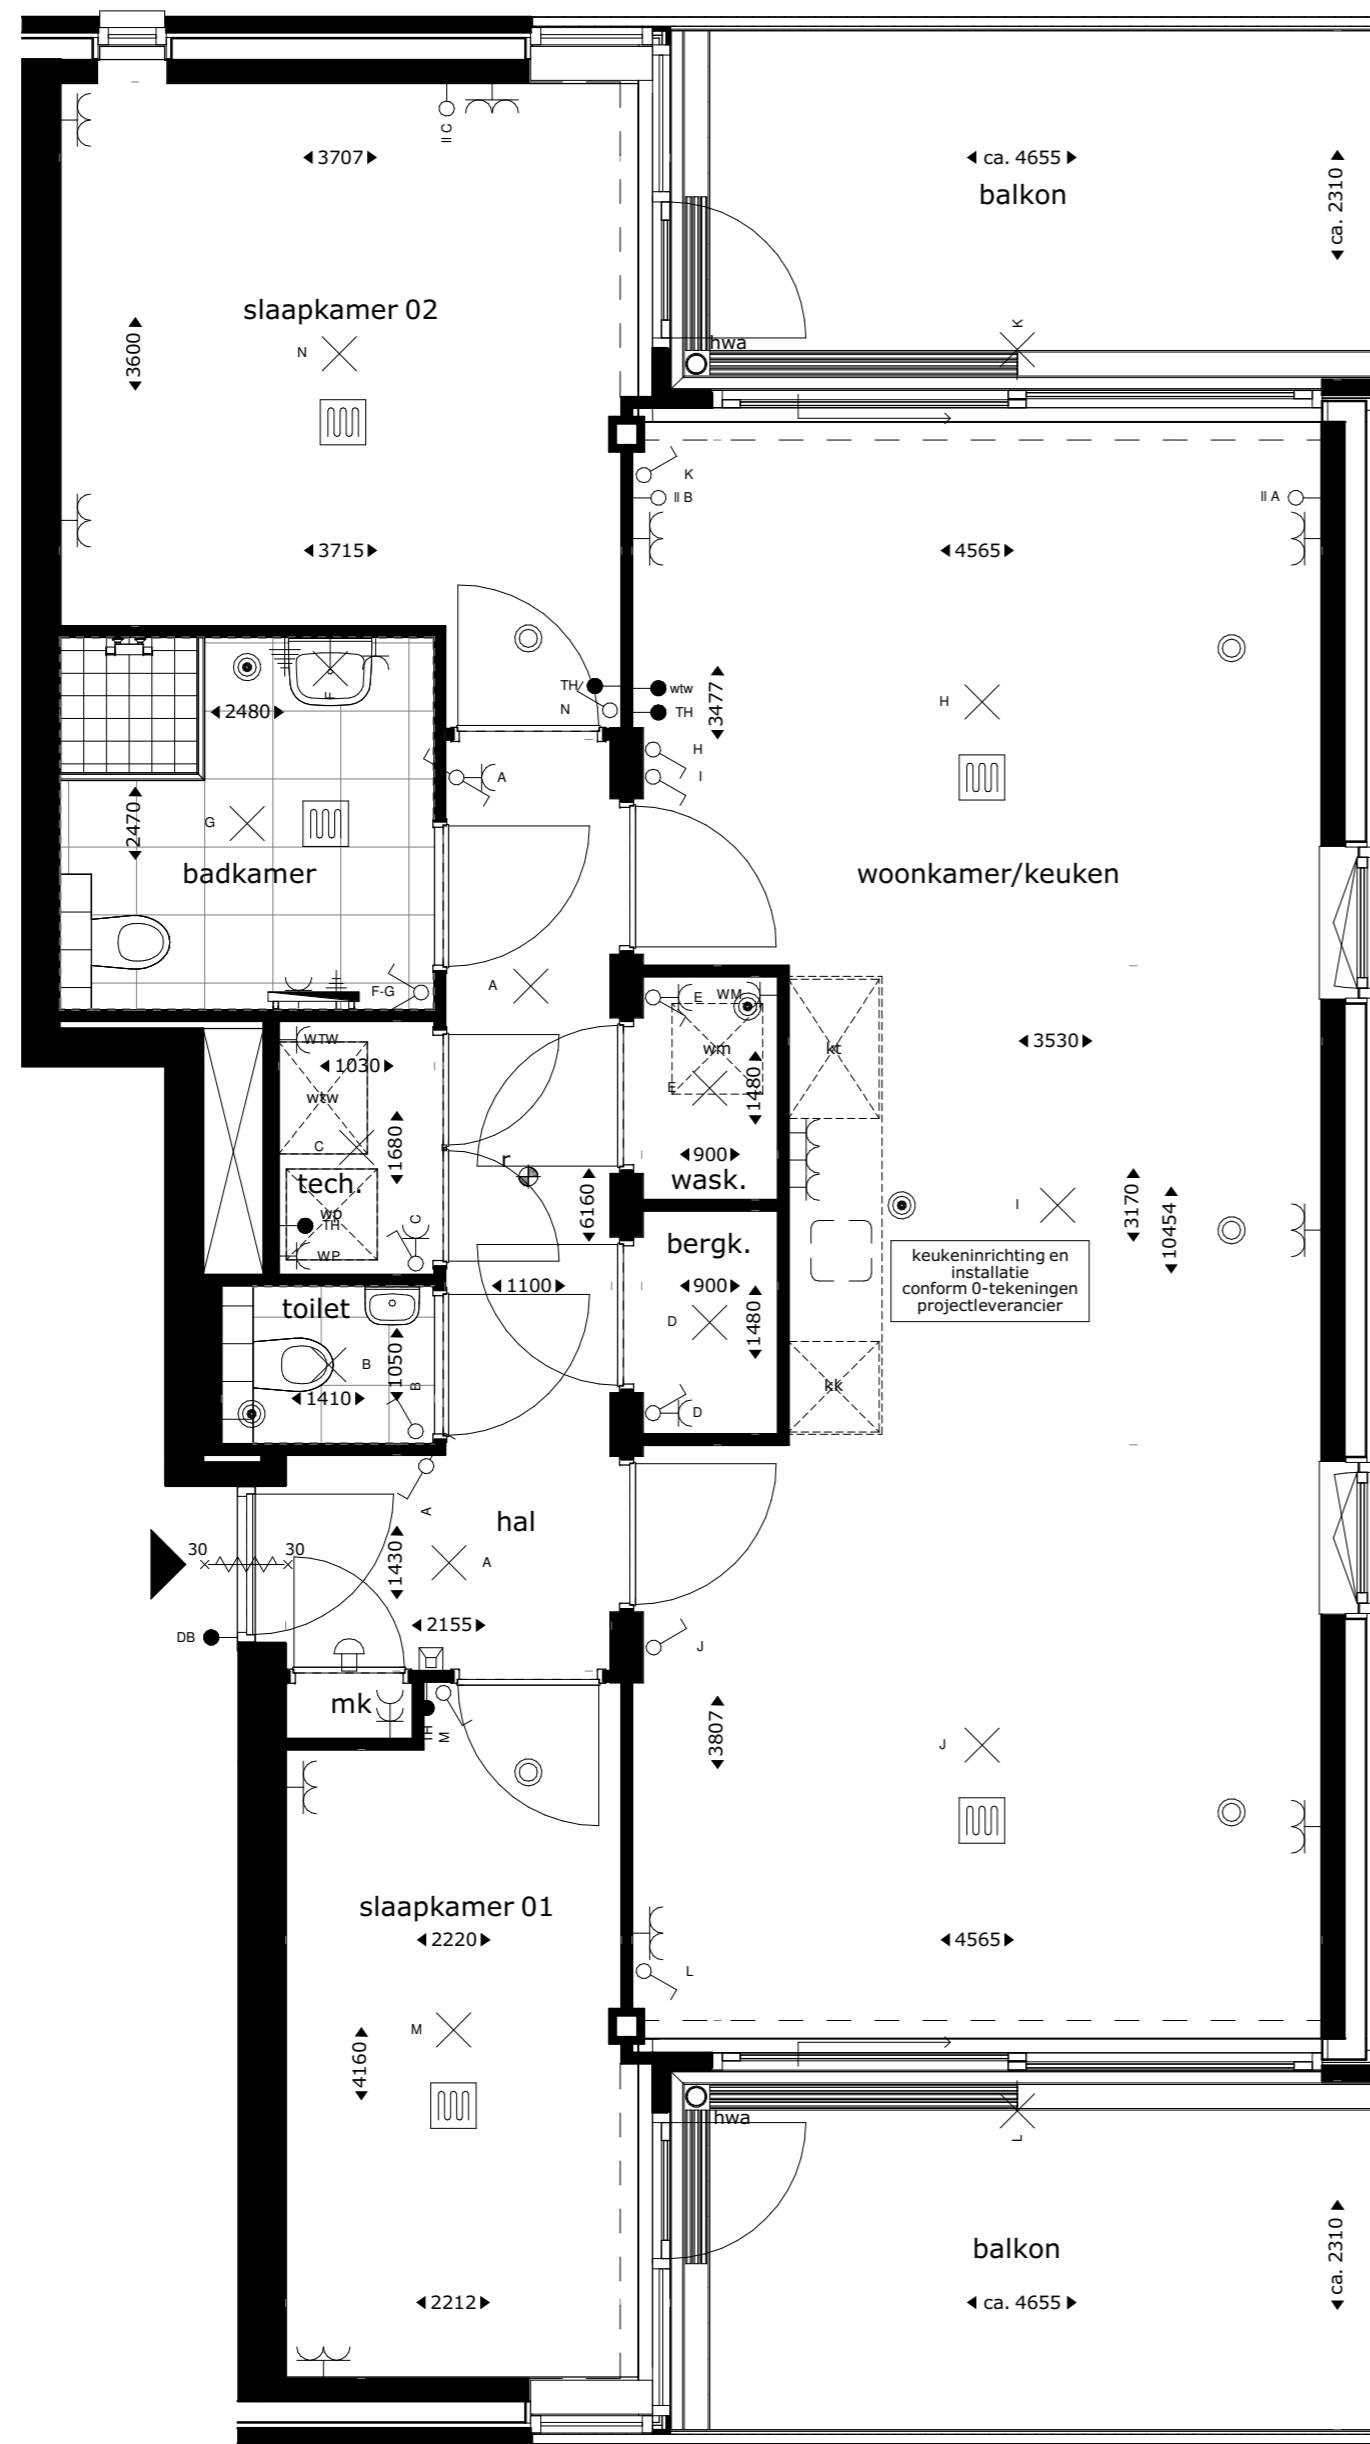 II C
3707
ca. 4655
balkon
ca. 2310
slaapkamer 02
N
3600
hwa
K
K
II B
II A
3715
4565
TH
wtw
N
TH
3477
F
2480
H
H
I
A
2470
G
badkamer
woonkamer/keuken
F-G
A
E
WM
wm
kt
3530
WTW
1030
wtw
E
1480
C
1680
r
900
tech.
wask.
wp
TH
WP
C
6160
bergk.
I
3170
10454
keukeninrichting en
installatie
conform 0-tekeningen
projectleverancier
1100
900
toilet
D
1480
B
1050
1410
B
kk
D
A
hal
30
30
1430
A
2155
DB
J
mk
TH
M
3807
J
slaapkamer 01
2220
4565
L
M
4160
hwa
L
balkon
2212
ca. 4655
ca. 2310